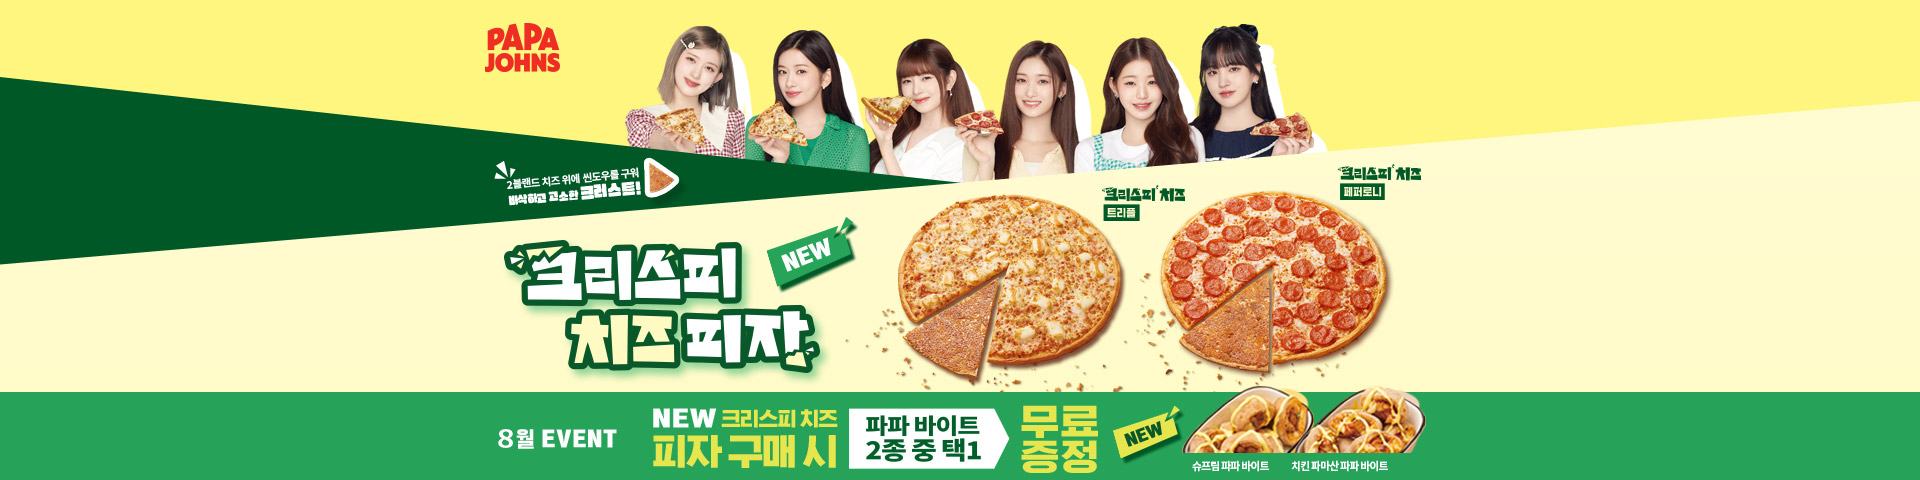 PAPA
JOHNS
2블랜드 치즈 위에 씬도우를 구워
바삭하고 고소한 크러스트!
크리스피 치즈
트리플
크리스피 치즈
페퍼로니
크리스피
치즈 피자
NEW
8월 EVENT
NEW 크리스피 치즈
피자 구매 시
파파 바이트
2종 중 택1
무료
증정
NEW
슈프림 파파 바이트
치킨 파마산 파파 바이트